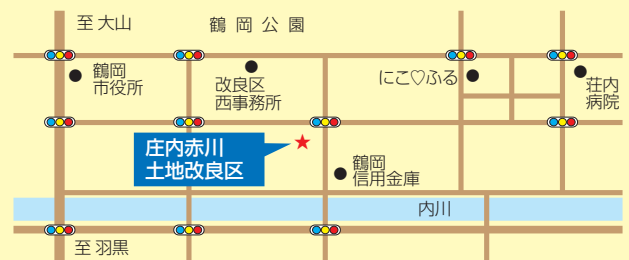 至 大山
鶴 岡 公 園
鶴岡
市役所
改良区
西事務所
にこ♡ふる
荘内
病院
庄内赤川
土地改良区
鶴岡
信用金庫
内川
至 羽黒